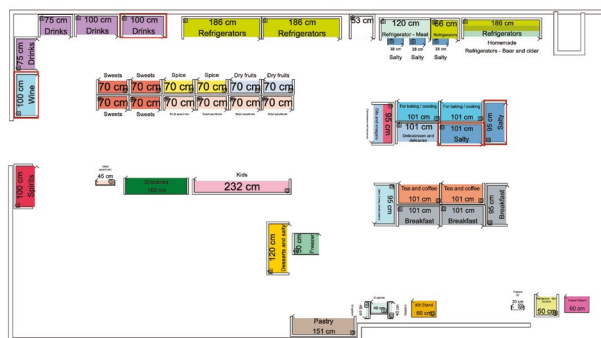 75 cm
Drinks
100 cm
Drinks
100 cm
Drinks
186 cm
Refrigerators
186 cm
Refrigerators
53 cm
120 cm
Refrigerator - Meat
66 cm
Refrigerators
186 cm
Refrigerators
38 cm
Salty
38 cm
Salty
38 cm
Salty
Homemade
Refrigerators - Beer and cider
75 cm
Drinks
100 cm
Wine
Sweets
70 cm
Sweets
70 cm
Spice
70 cm
Spice
70 cm
Dry fruits
70 cm
Dry fruits
70 cm
70 cm
Sweets
70 cm
Sweets
70 cm
70 cm
70 cm
70 cm
95 cm
For baking / cooking
101 cm
For baking / cooking
101 cm
101
101 cm
Salty
95 cm
Salty
100 cm
Spirits
45 cm
Groceries
Kids
232 cm
95 cm
Tea and coffee
101 cm
Tea and coffee
101 cm
101 cm
Breakfast
101 cm
Breakfast
95 cm
Breakfast
120 cm
Desserts and salty
50 cm
Freezer
Pastry
151 cm
60 cm
20 cm
50 cm
60 cm